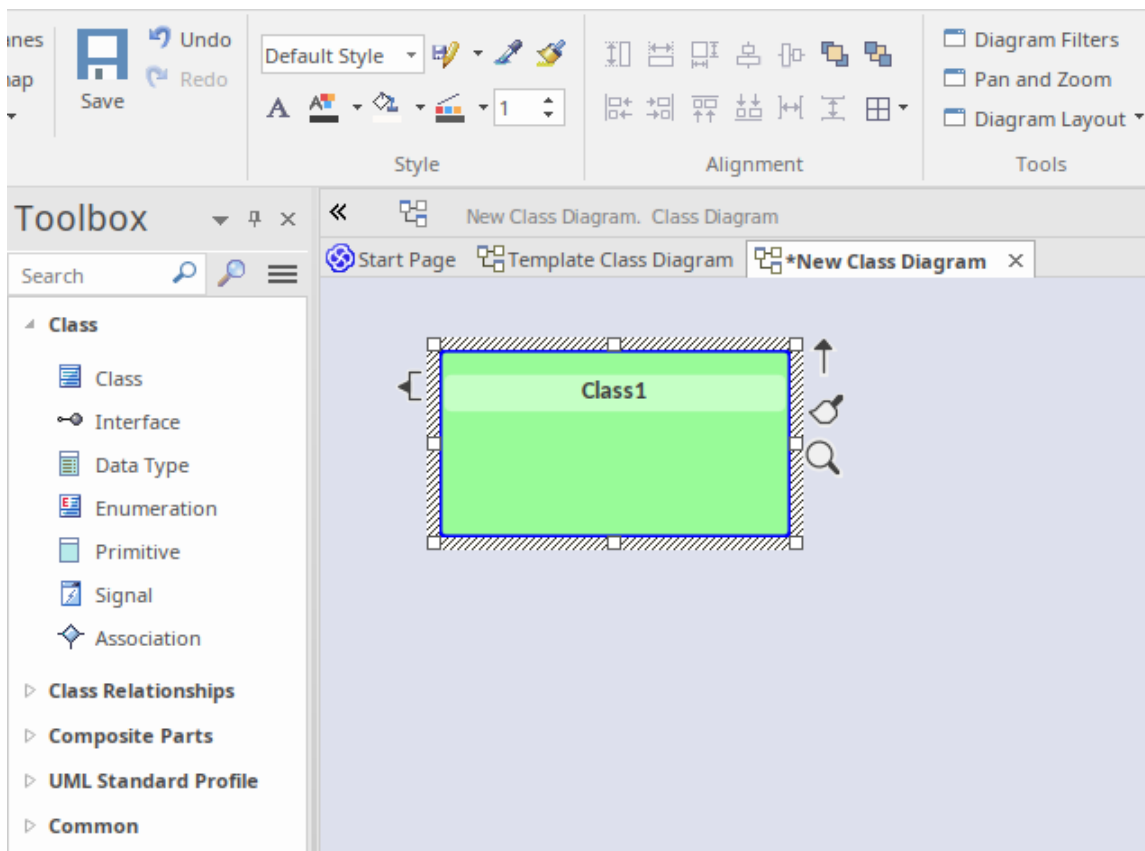 anes
Undo
Redo
Save
Default Style
1
Style
Alignment
Diagram Filters
Pan and Zoom
Diagram Layout
Tools
Toolbox
Search
Class
Class
Interface
Data Type
Enumeration
Primitive
Signal
Association
Class Relationships
Composite Parts
UML Standard Profile
Common
New Class Diagram. Class Diagram
Start Page
Template Class Diagram
*New Class Diagram
Class1